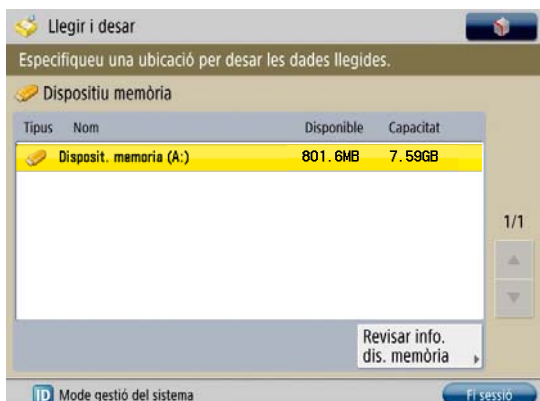 Llegir i desar
Especifiqueu una ubicació per desar les dades llegides.
Dispositiu memòria
Tipus Nom Disponible Capacitat
Disposit. memoria (A:) 801.6MB 7.59GB
1/1
Revisar info.
dis. memòria
ID Mode gestió del sistema Fi sessió